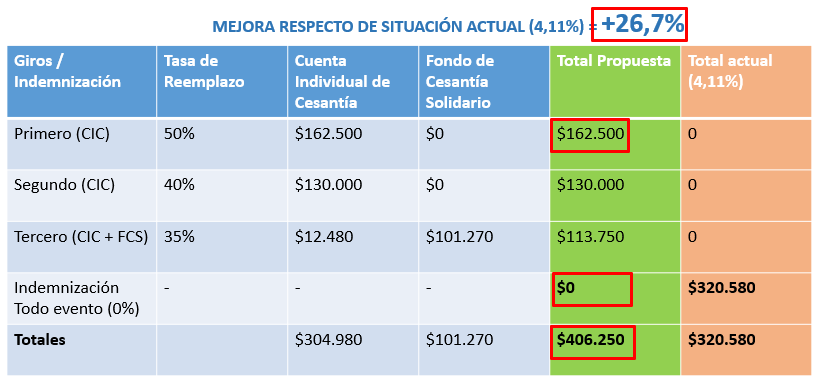 MEJORA RESPECTO DE SITUACIÓN ACTUAL (4,11%) = +26,7%
Giros / Indemnización | Tasa de Reemplazo | Cuenta Individual de Cesantía | Fondo de Cesantía Solidario | Total Propuesta | Total actual (4,11%)
Primero (CIC) | 50% | $162.500 | $0 | $162.500 | 0
Segundo (CIC) | 40% | $130.000 | $0 | $130.000 | 0
Tercero (CIC + FCS) | 35% | $12.480 | $101.270 | $113.750 | 0
Indemnización Todo evento (0%) | - | - | - | $0 | $320.580
Totales | $304.980 | $101.270 | $406.250 | $320.580